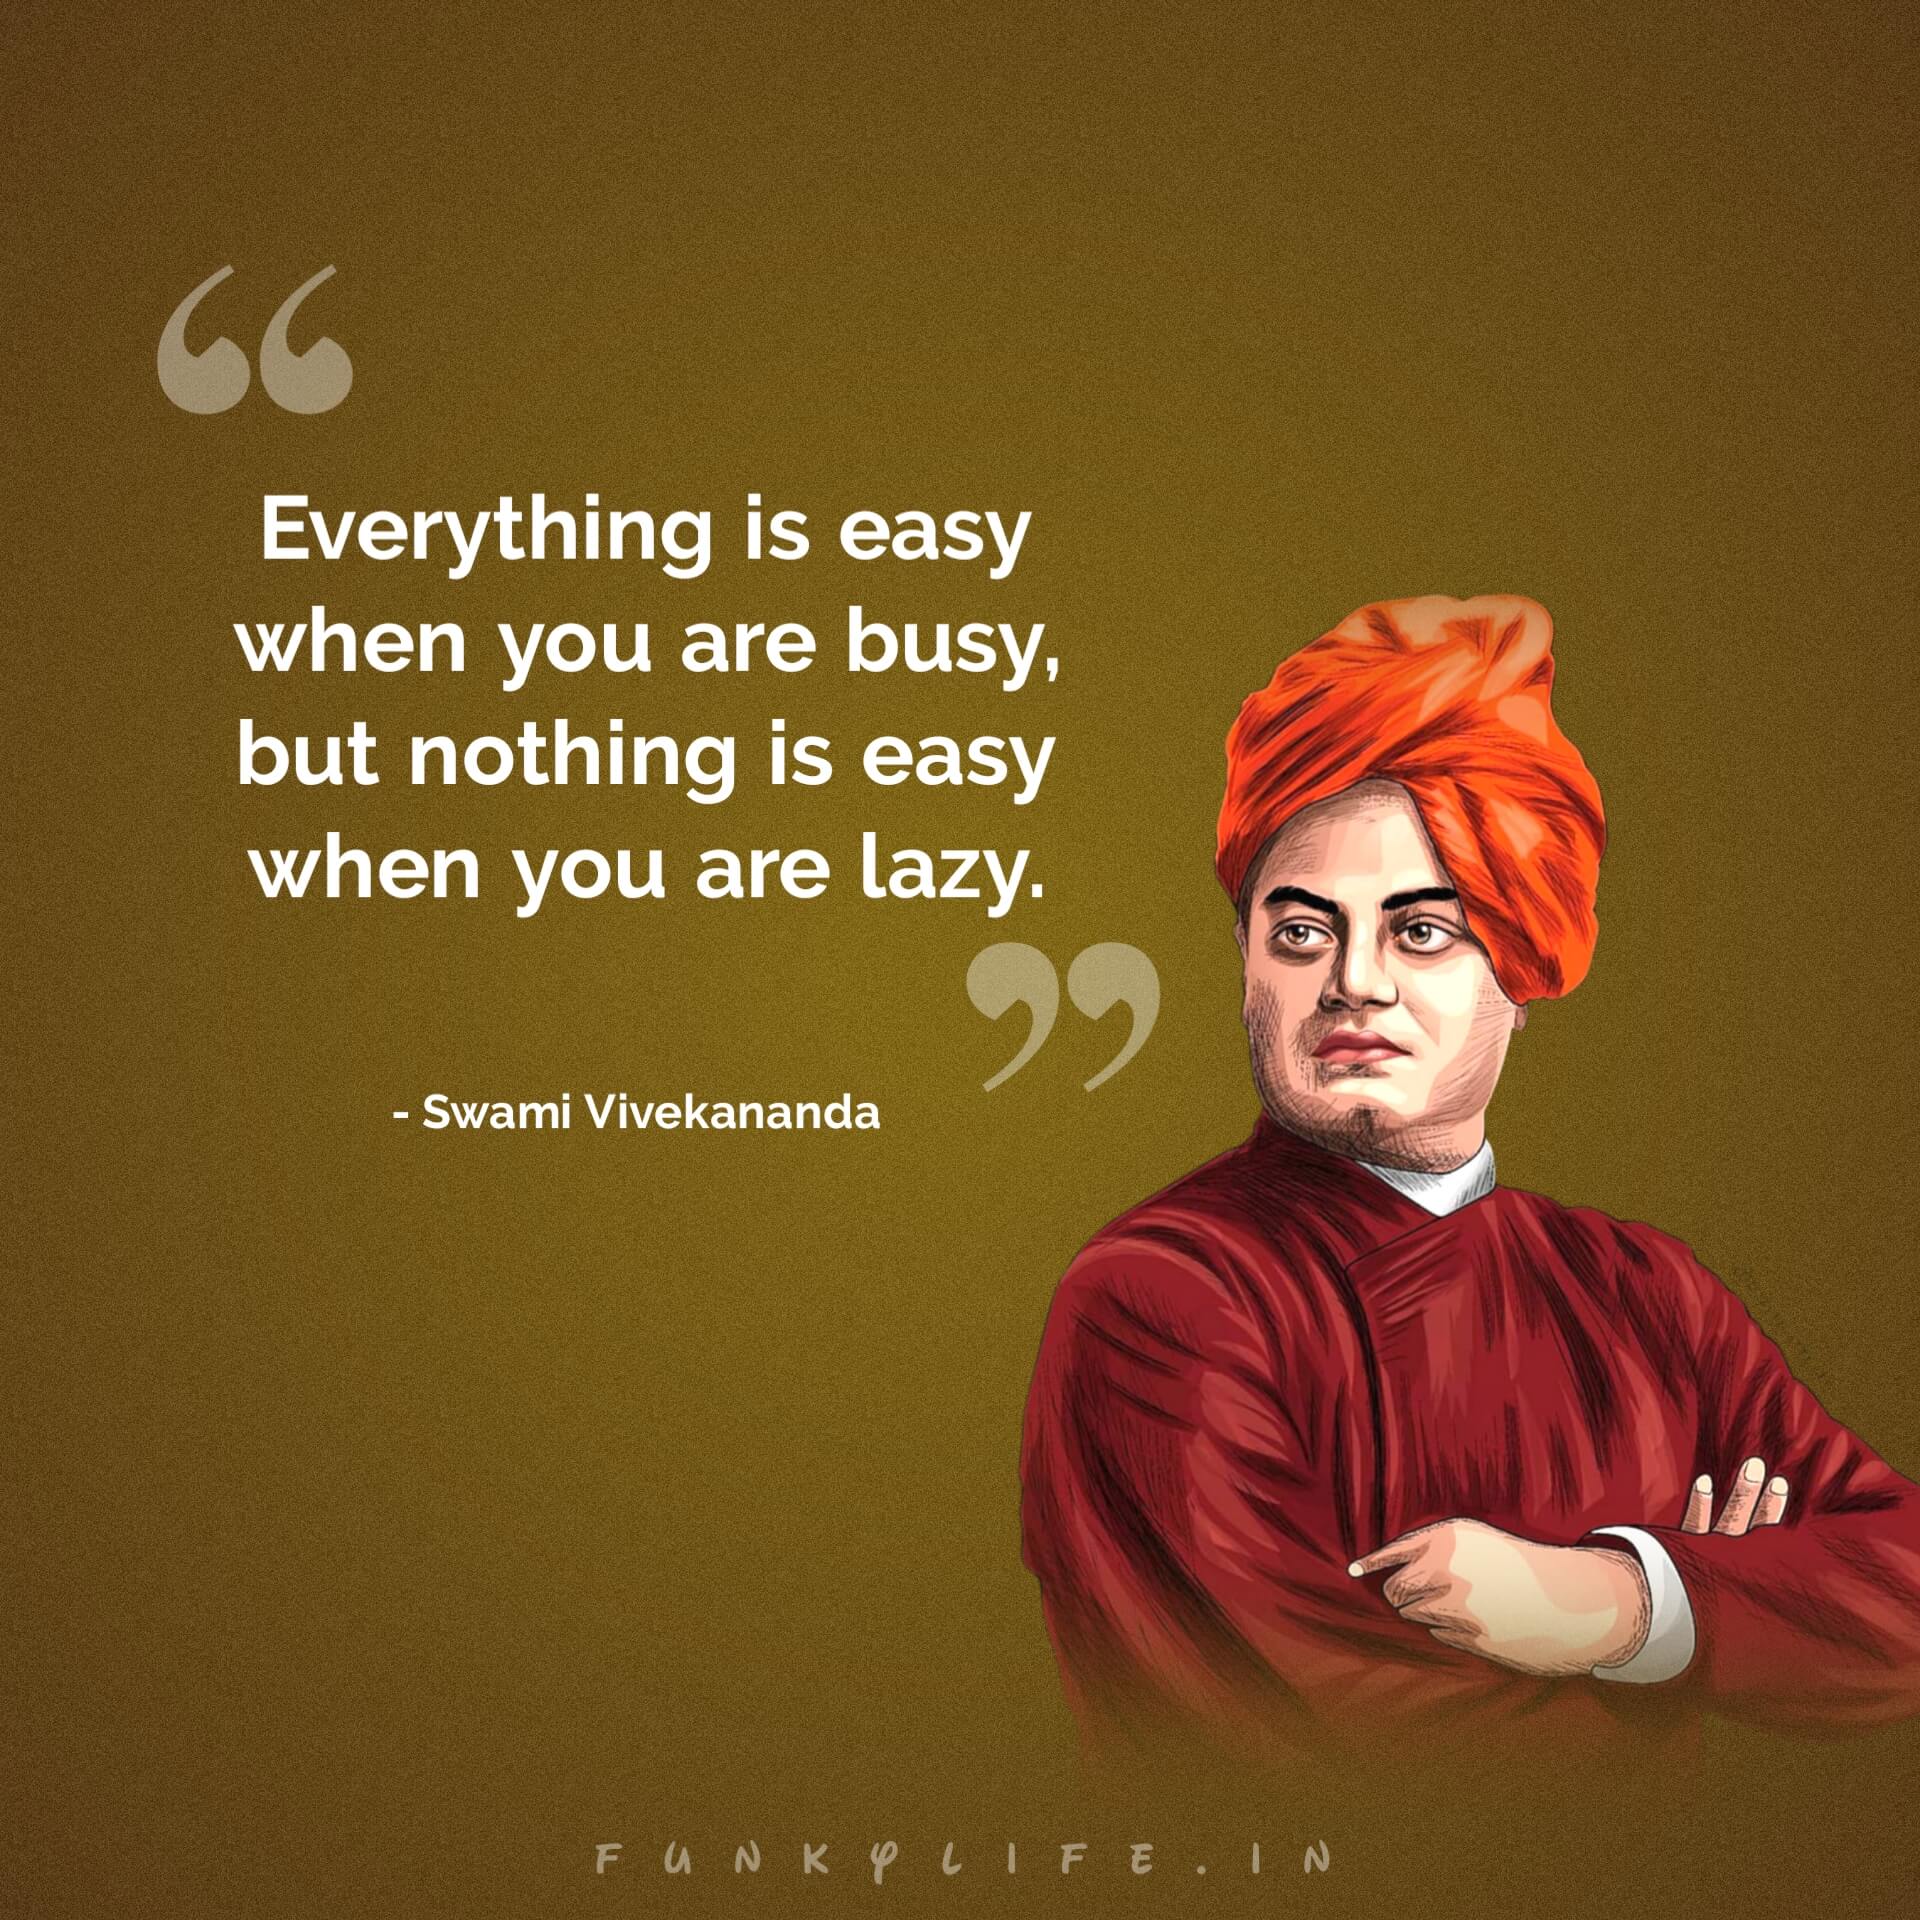 Everything is easy
when you are busy,
but nothing is easy
when you are lazy.
- Swami Vivekananda
FUNKYLIFE.IN